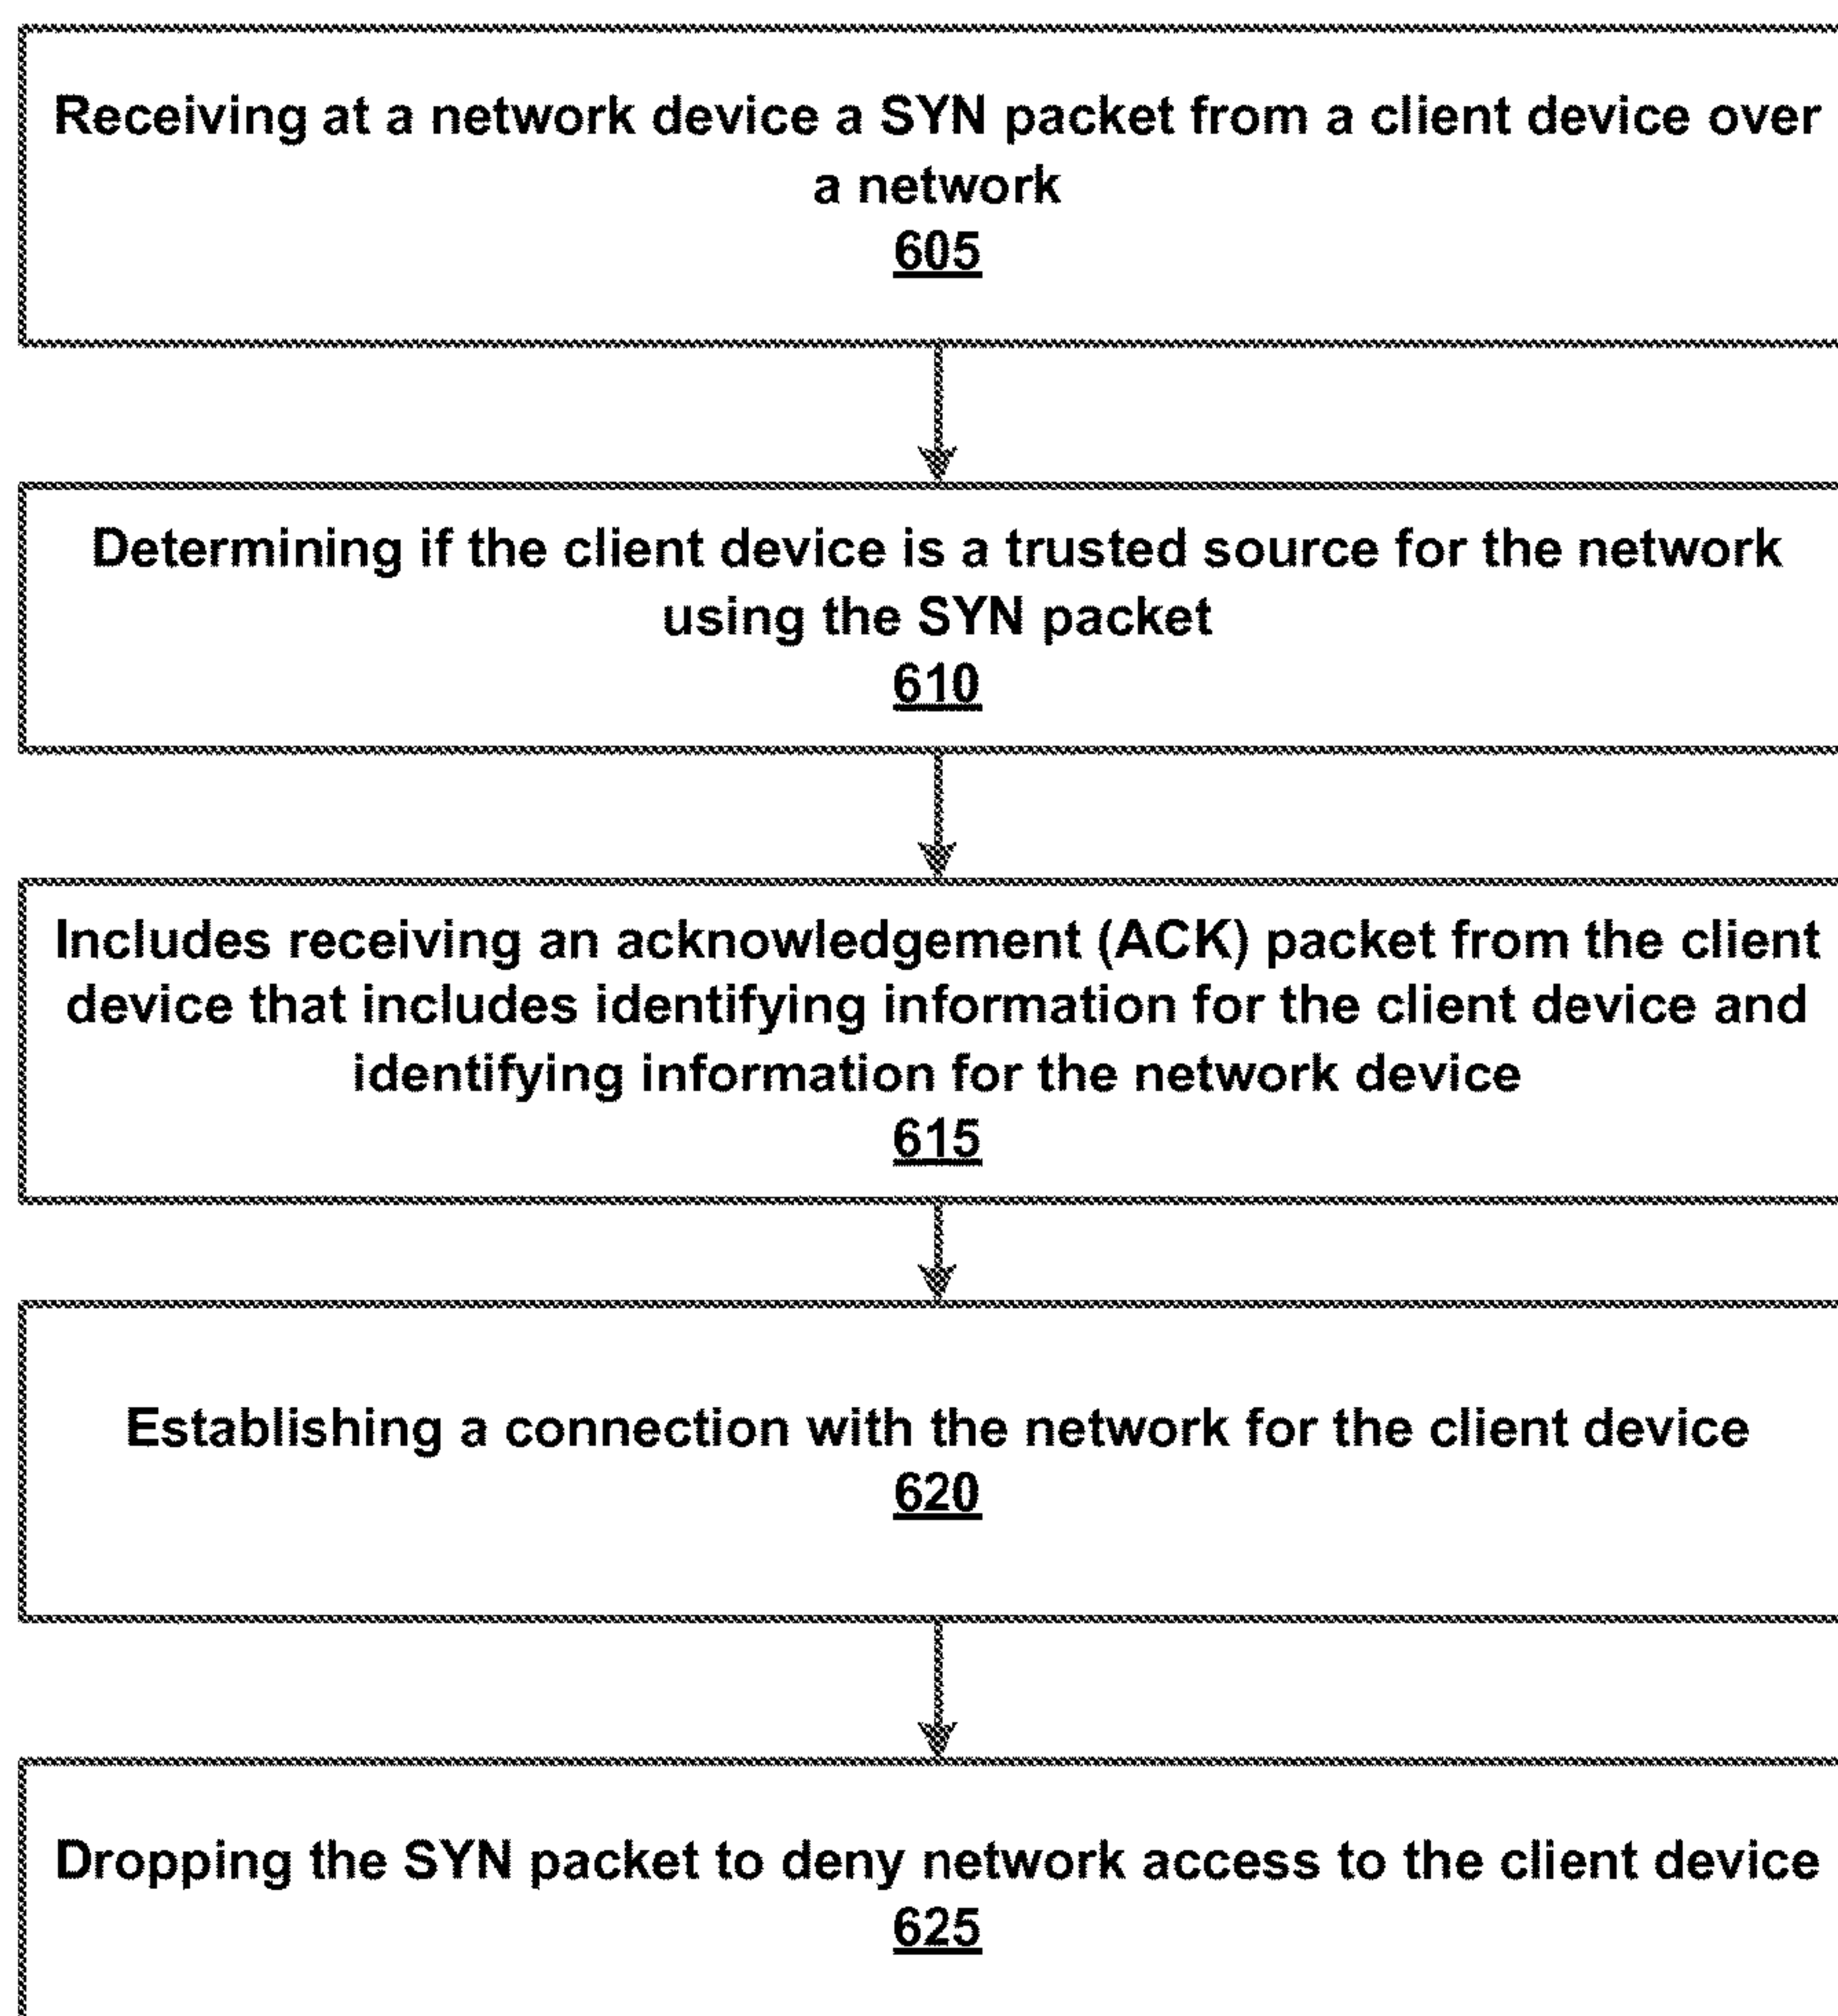 Receiving at a network device a SYN packet from a client device over
a network
605
Determining if the client device is a trusted source for the network
using the SYN packet
610
Includes receiving an acknowledgement (ACK) packet from the client
device that includes identifying information for the client device and
identifying information for the network device
615
Establishing a connection with the network for the client device
620
Dropping the SYN packet to deny network access to the client device
625